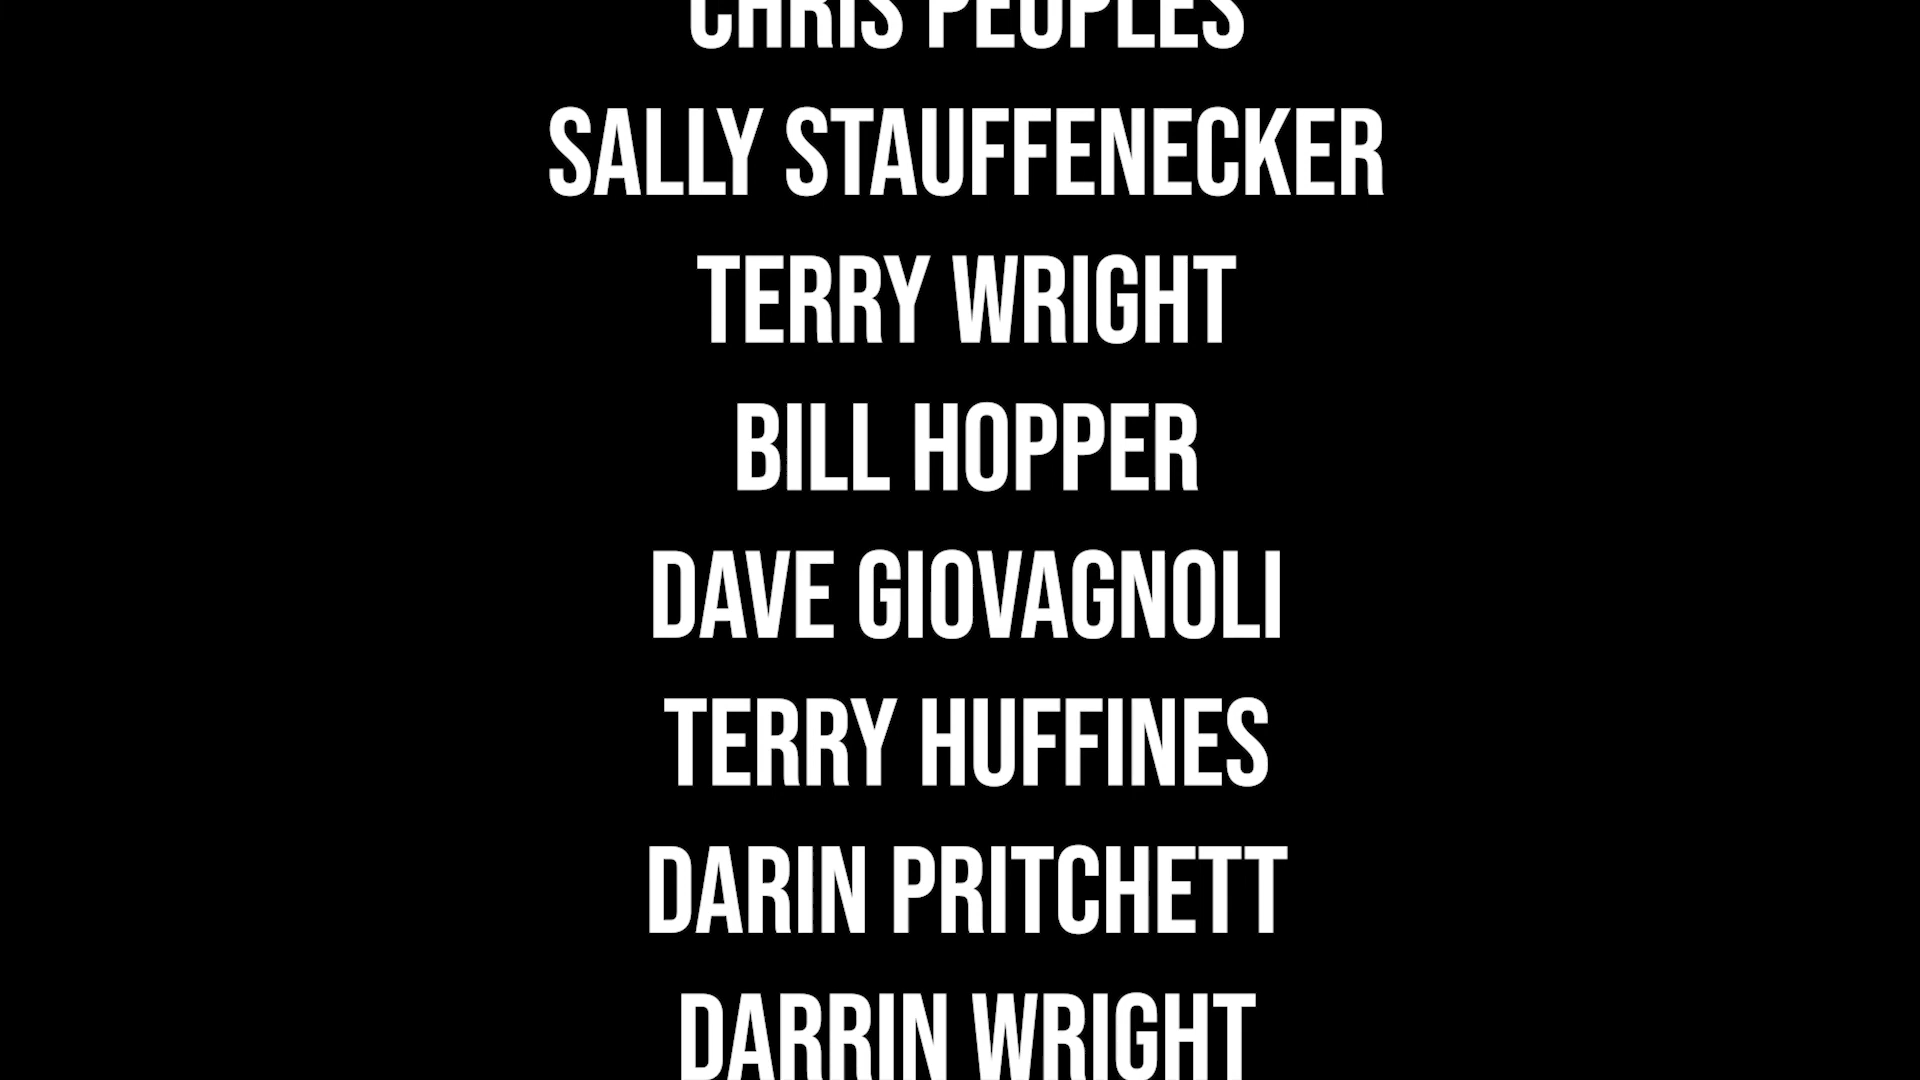 CHRIS PEOPLES
SALLY STAUFFENECKER
TERRY WRIGHT
BILL HOPPER
DAVE GIOVAGNOLI
TERRY HUFFINES
DARIN PRITCHETT
DARRIN WRIGHT